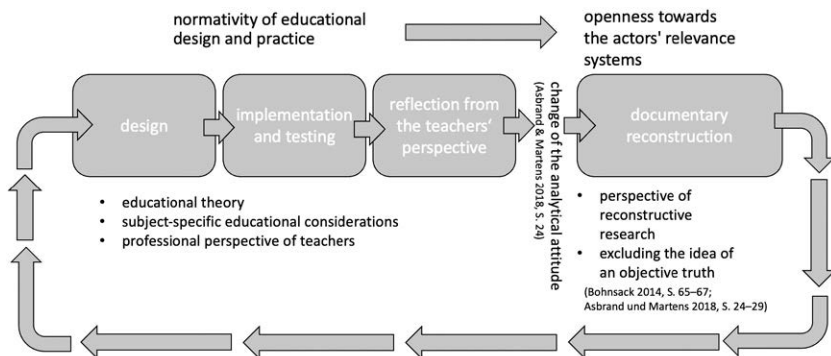 normativity of educational
design and practice
openness towards
the actors' relevance
systems
design
implementation
and testing
reflection from
the teachers'
perspective
change of the analytical attitude
(Asbrand & Martens 2018, S. 24)
documentary
reconstruction
• educational theory
• subject-specific educational considerations
• professional perspective of teachers
• perspective of
reconstructive
research
• excluding the idea of
an objective truth
(Bohnsack 2014, S. 65–67;
Asbrand und Martens 2018, S. 24–29)